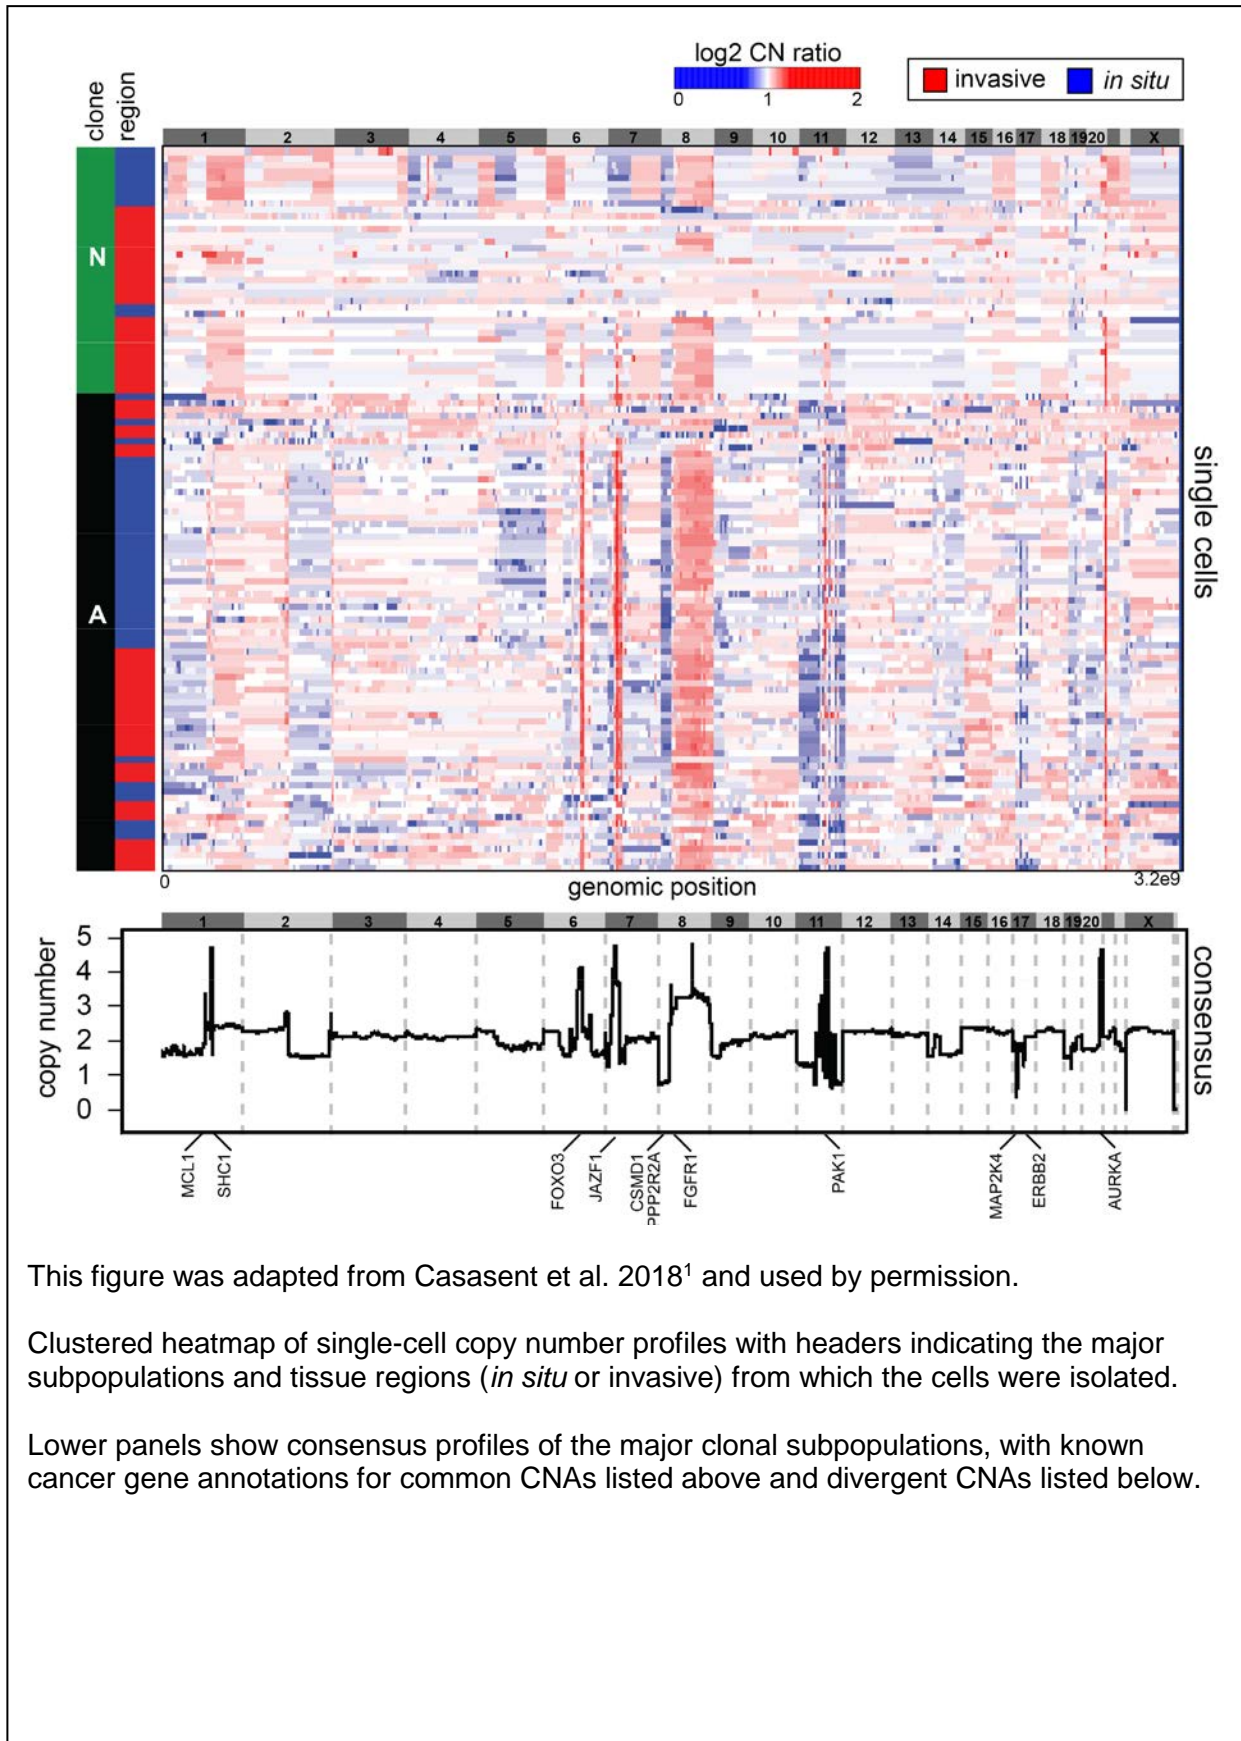 log2 CN ratio
0 1 2
invasive in situ
clone
region
1 2 3 4 5 6 7 8 9 10 11 12 13 14 15 16 17 18 19 20 X
N
A
single cells
0 genomic position 3.2e9
1 2 3 4 5 6 7 8 9 10 11 12 13 14 15 16 17 18 19 20 X
copy number
5
4
3
2
1
0
consensus
MCL1
SHC1
FOXO3
JAZF1
CSMD1
PPP2R2A
FGFR1
PAK1
MAP2K4
ERBB2
AURKA
This figure was adapted from Casasent et al. 2018¹ and used by permission.
Clustered heatmap of single-cell copy number profiles with headers indicating the major
subpopulations and tissue regions (in situ or invasive) from which the cells were isolated.
Lower panels show consensus profiles of the major clonal subpopulations, with known
cancer gene annotations for common CNAs listed above and divergent CNAs listed below.